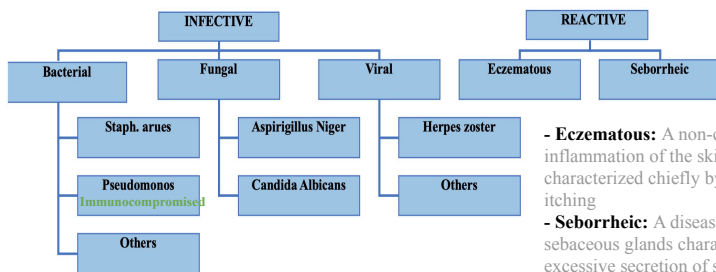 INFECTIVE
REACTIVE
Bacterial
Fungal
Viral
Eczematous
Seborrheic
Staph. arues
Aspirigillus Niger
Herpes zoster
Pseudomonos
Immunocompromised
Candida Albicans
Others
Others
- Eczematous: A non-c
inflammation of the ski
characterized chiefly by
itching
- Seborrheic: A diseas
sebaceous glands chara
excessive secretion of s